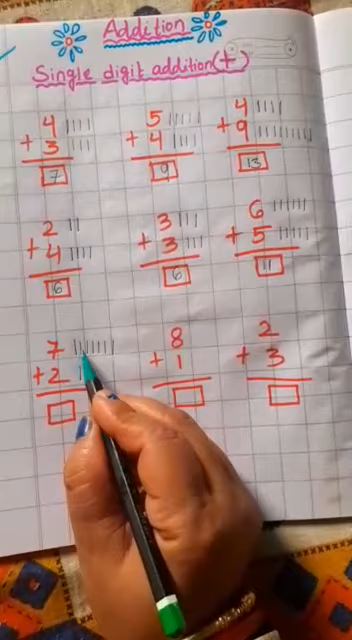 Addition
Single digit addition(+)
4 5 4
+ 3 + 4 + 9
7 9 13
2 3 6
+ 4 + 3 + 5
6 6 11
7 8 2
+ 2 + 1 + 3